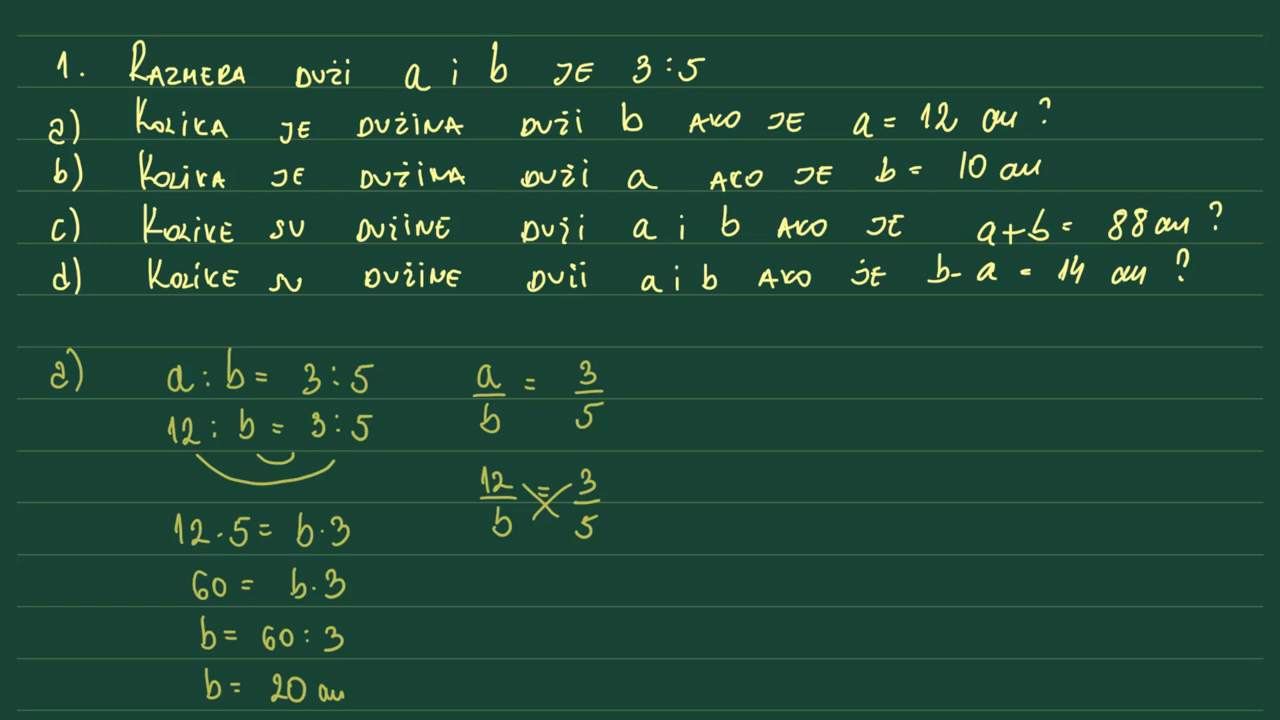 1. RAZMERA DUŽI a i b JE 3:5
a) KOLIKA JE DUŽINA DUŽI b AKO JE a = 12 cm ?
b) KOLIKA JE DUŽINA DUŽI a AKO JE b = 10 cm
c) KOLIKE SU DUŽINE DUŽI a i b AKO JE a+b = 88 cm ?
d) KOLIKE SU DUŽINE DUŽI a i b AKO JE b - a = 14 cm ?
a) a : b = 3 : 5
12 : b = 3 : 5
12 · 5 = b · 3
60 = b · 3
b = 60 : 3
b = 20 cm
a/b = 3/5
12/b = 3/5